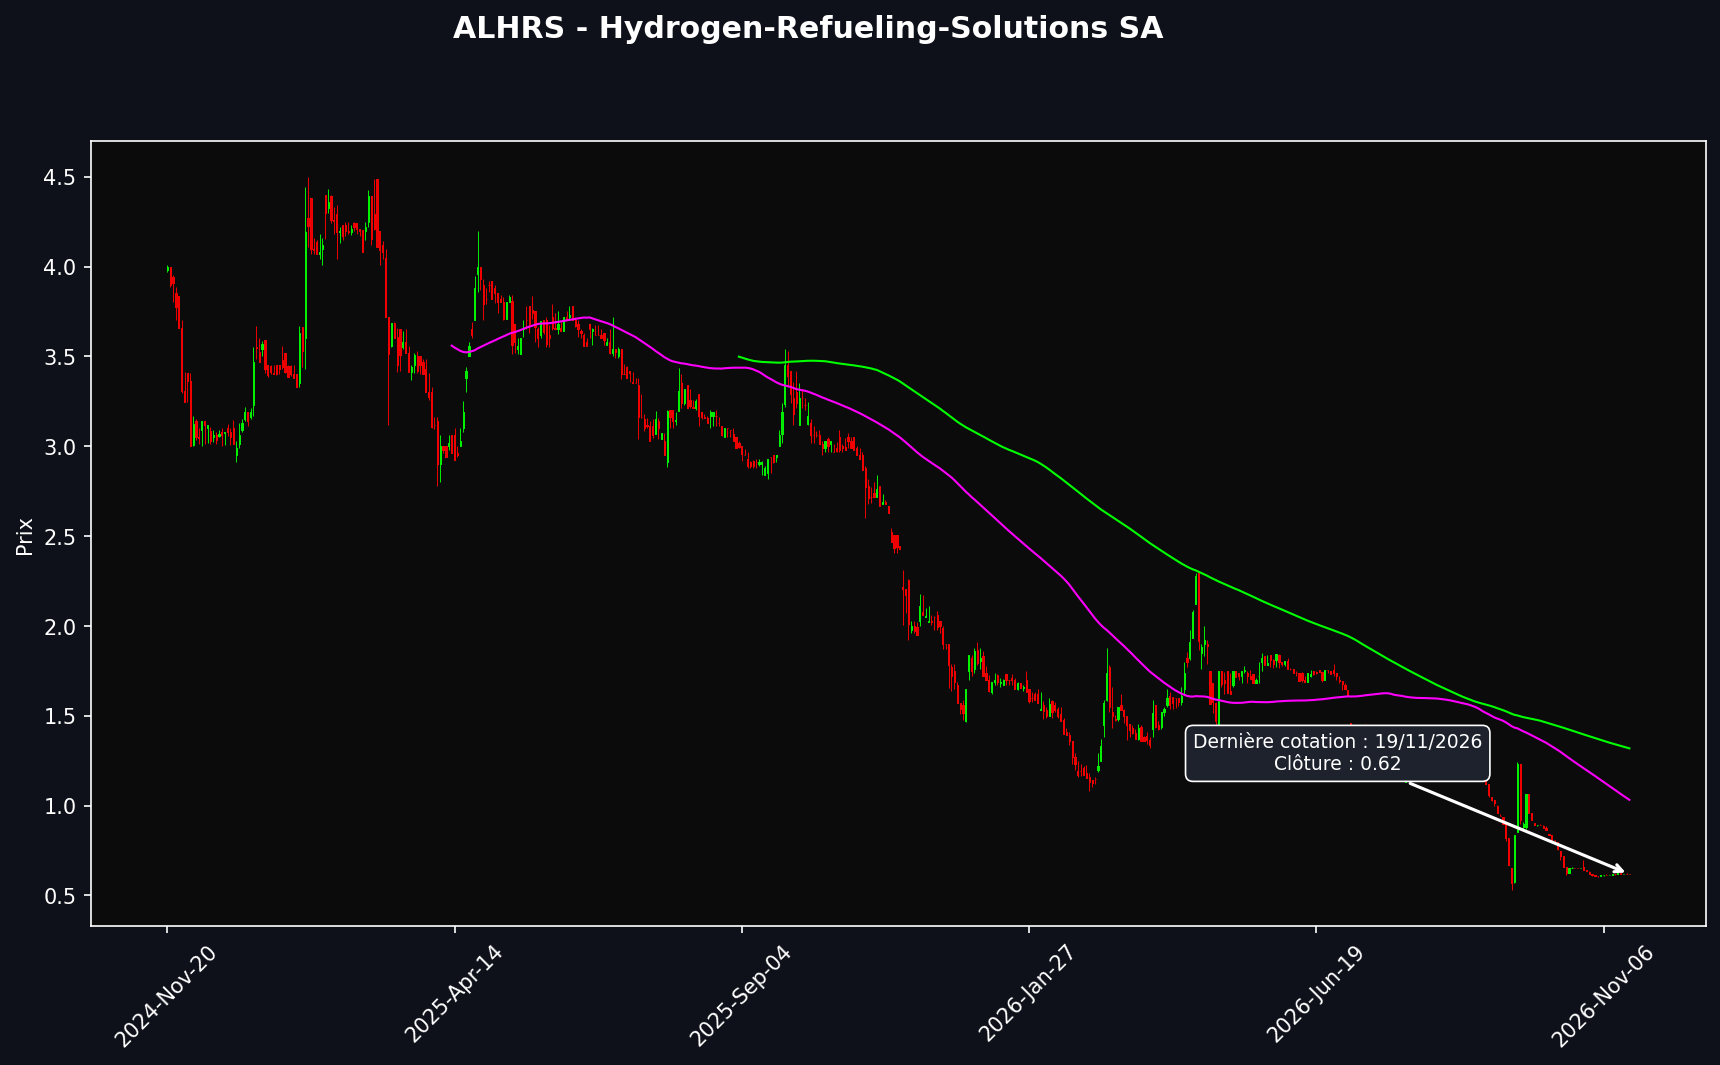 ALHRS - Hydrogen-Refueling-Solutions SA
Prix
4.5
4.0
3.5
3.0
2.5
2.0
1.5
1.0
0.5
Dernière cotation : 19/11/2026
Clôture : 0.62
2024-Nov-20
2025-Apr-14
2025-Sep-04
2026-Jan-27
2026-Jun-19
2026-Nov-06